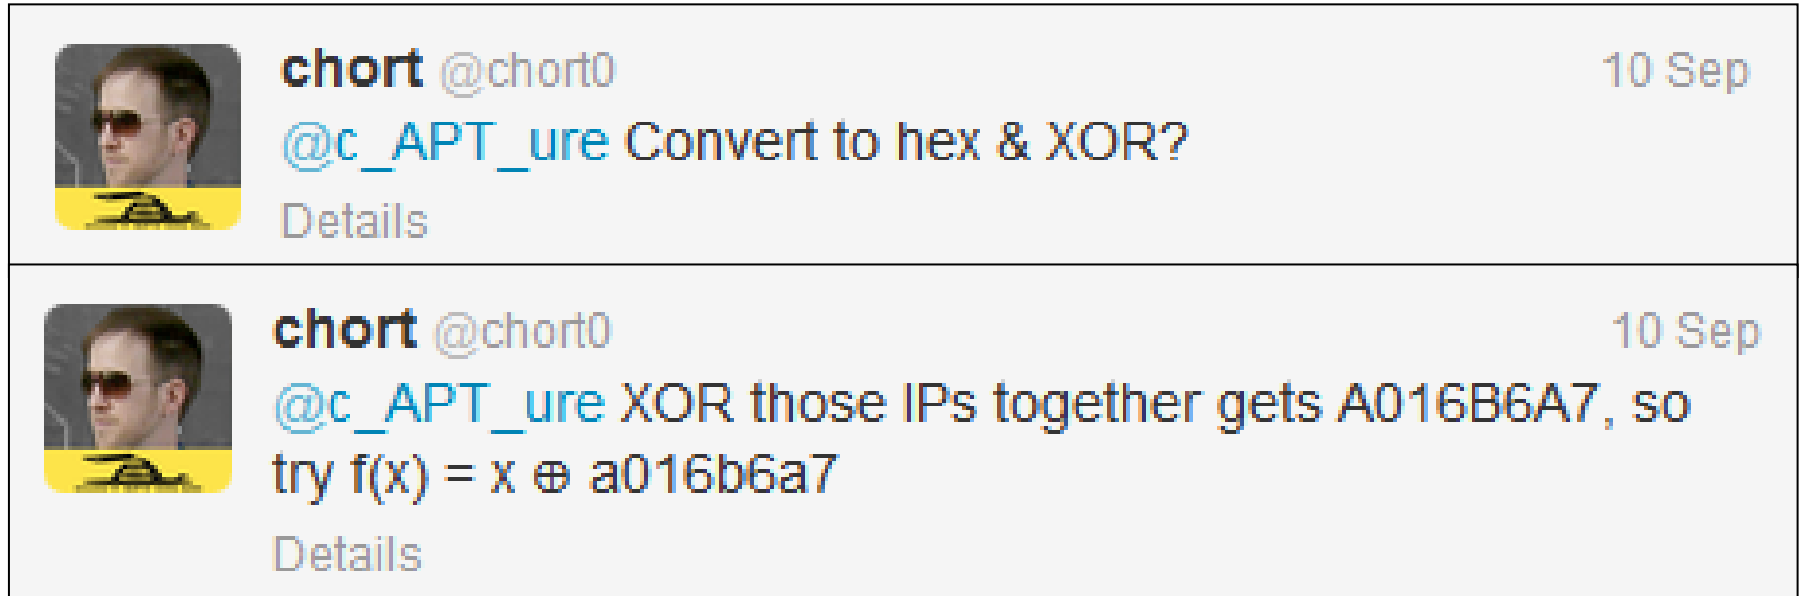 chort @chort0 10 Sep
@c_APT_ure Convert to hex & XOR?
Details
chort @chort0 10 Sep
@c_APT_ure XOR those IPs together gets A016B6A7, so
try f(x) = x ⊕ a016b6a7
Details